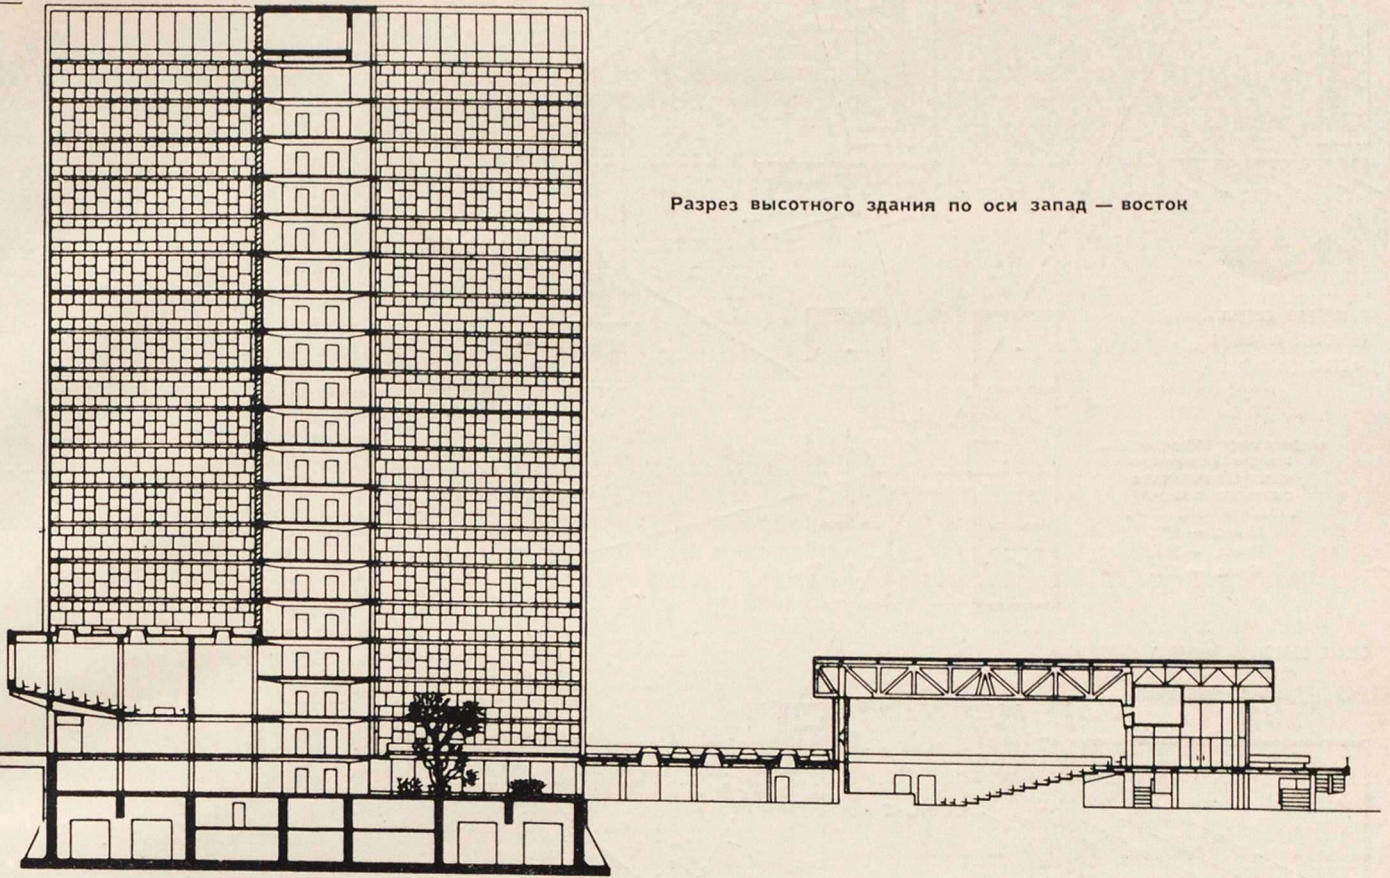 Разрез высотного здания по оси запад — восток